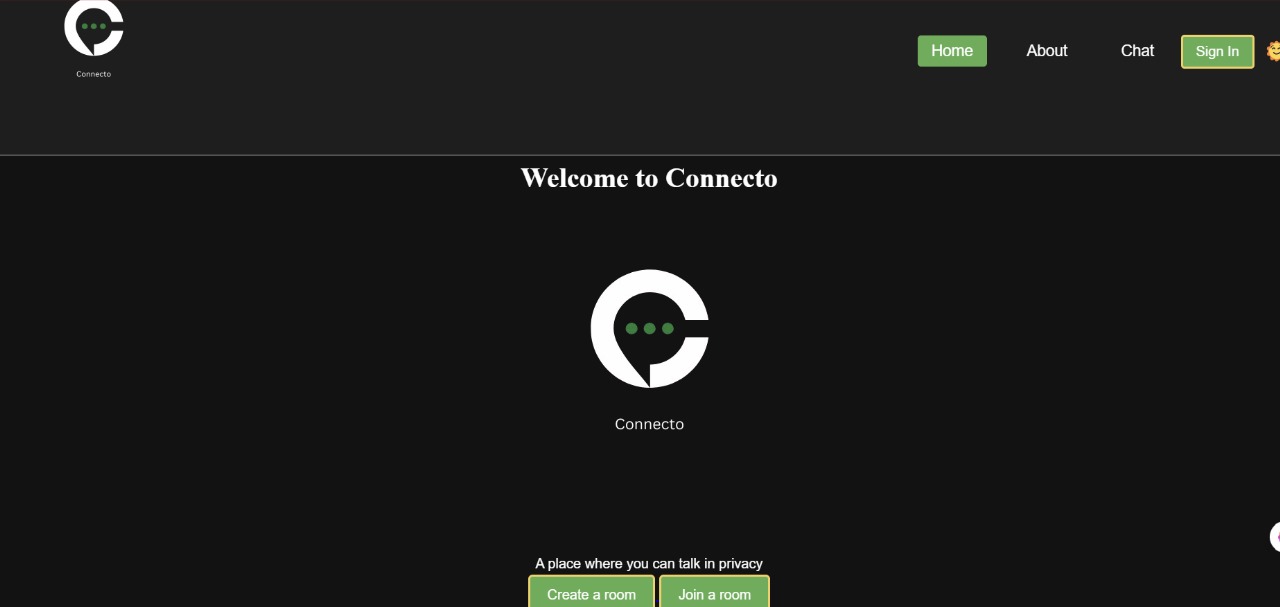 Connecto
Home About Chat Sign In
Welcome to Connecto
Connecto
A place where you can talk in privacy
Create a room Join a room